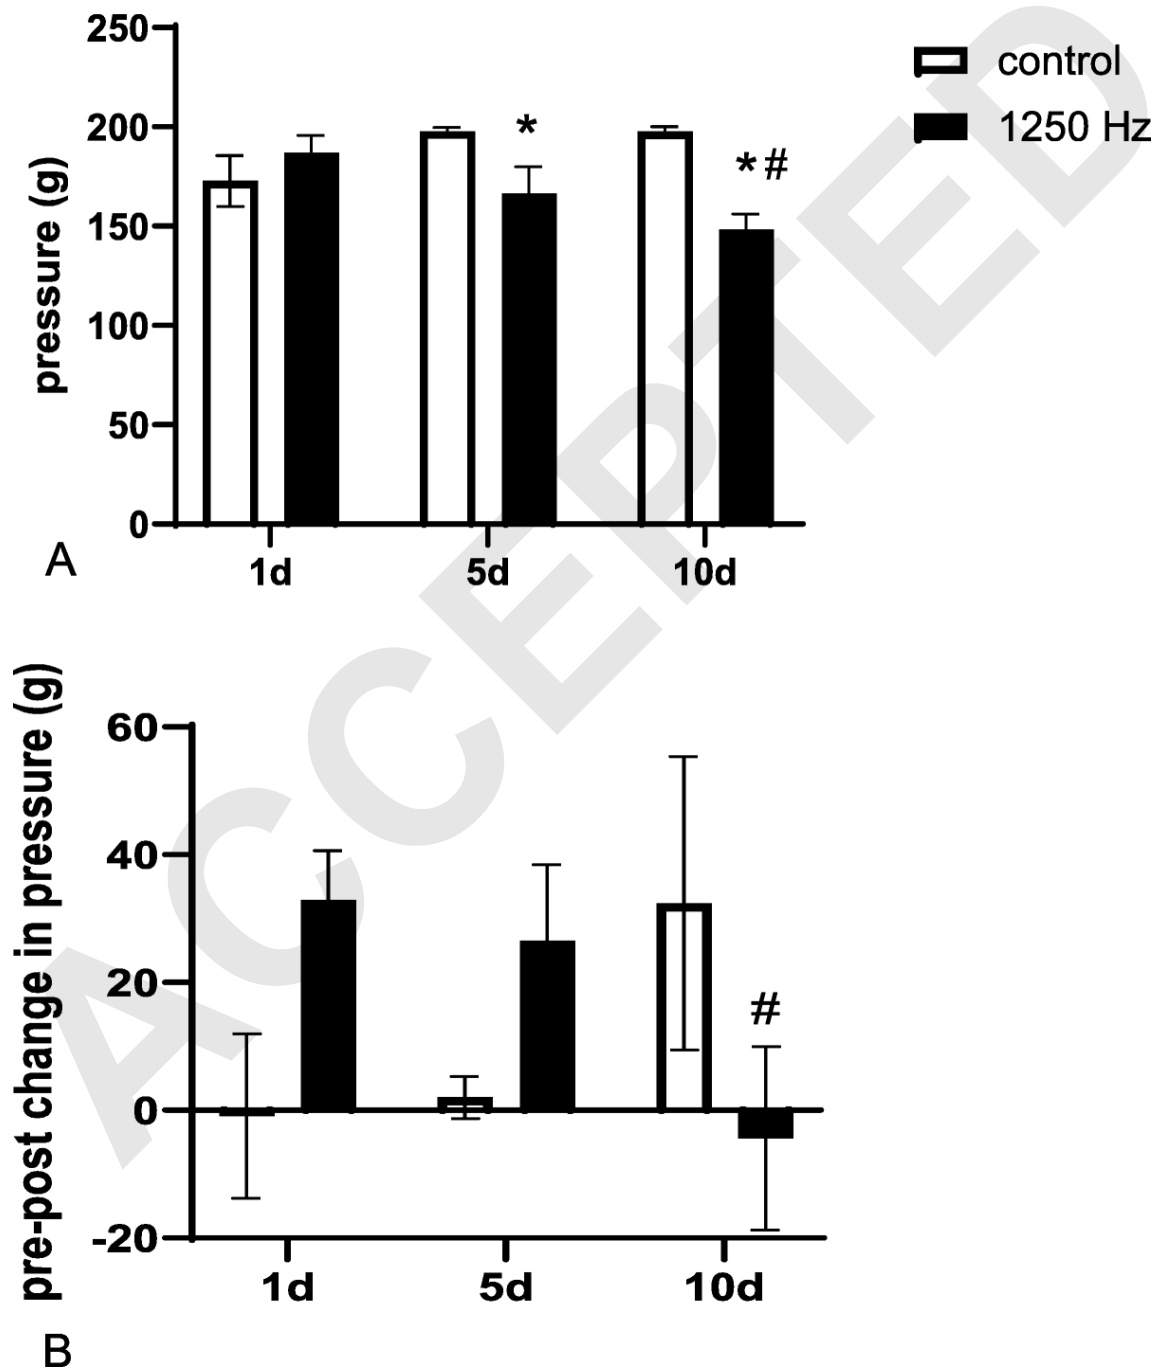 250
200
150
100
50
0
pressure (g)
control
1250 Hz
*
* #
1d 5d 10d
A
60
40
20
0
-20
pre-post change in pressure (g)
#
1d 5d 10d
B
ACCEPTED